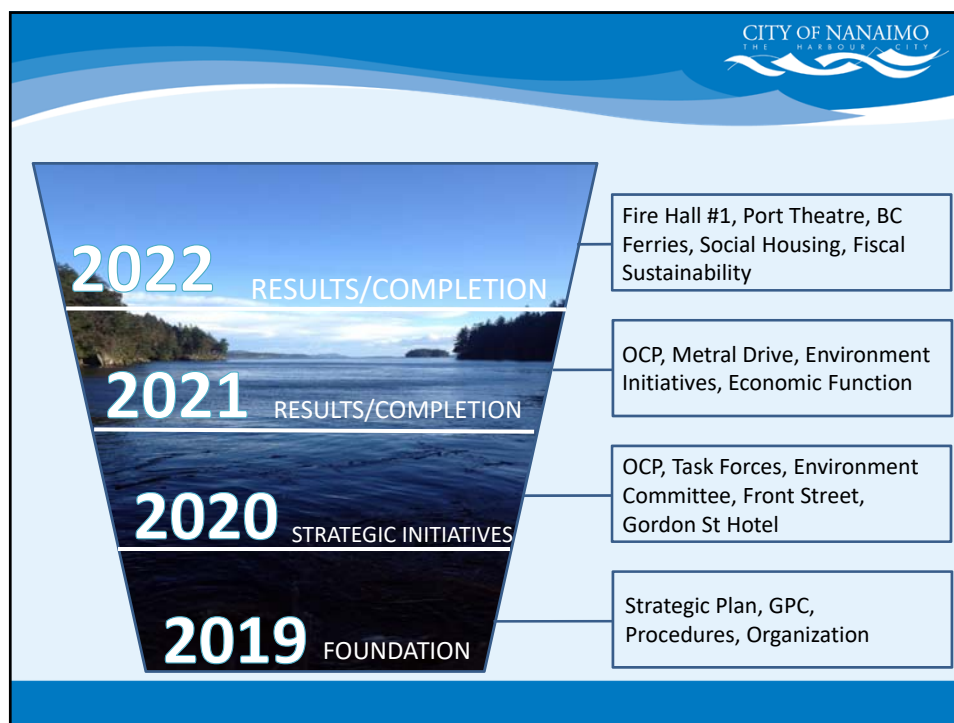 CITY OF NANAIMO
THE HARBOUR CITY
2022 RESULTS/COMPLETION
Fire Hall #1, Port Theatre, BC
Ferries, Social Housing, Fiscal
Sustainability
2021 RESULTS/COMPLETION
OCP, Metral Drive, Environment
Initiatives, Economic Function
2020 STRATEGIC INITIATIVES
OCP, Task Forces, Environment
Committee, Front Street,
Gordon St Hotel
2019 FOUNDATION
Strategic Plan, GPC,
Procedures, Organization